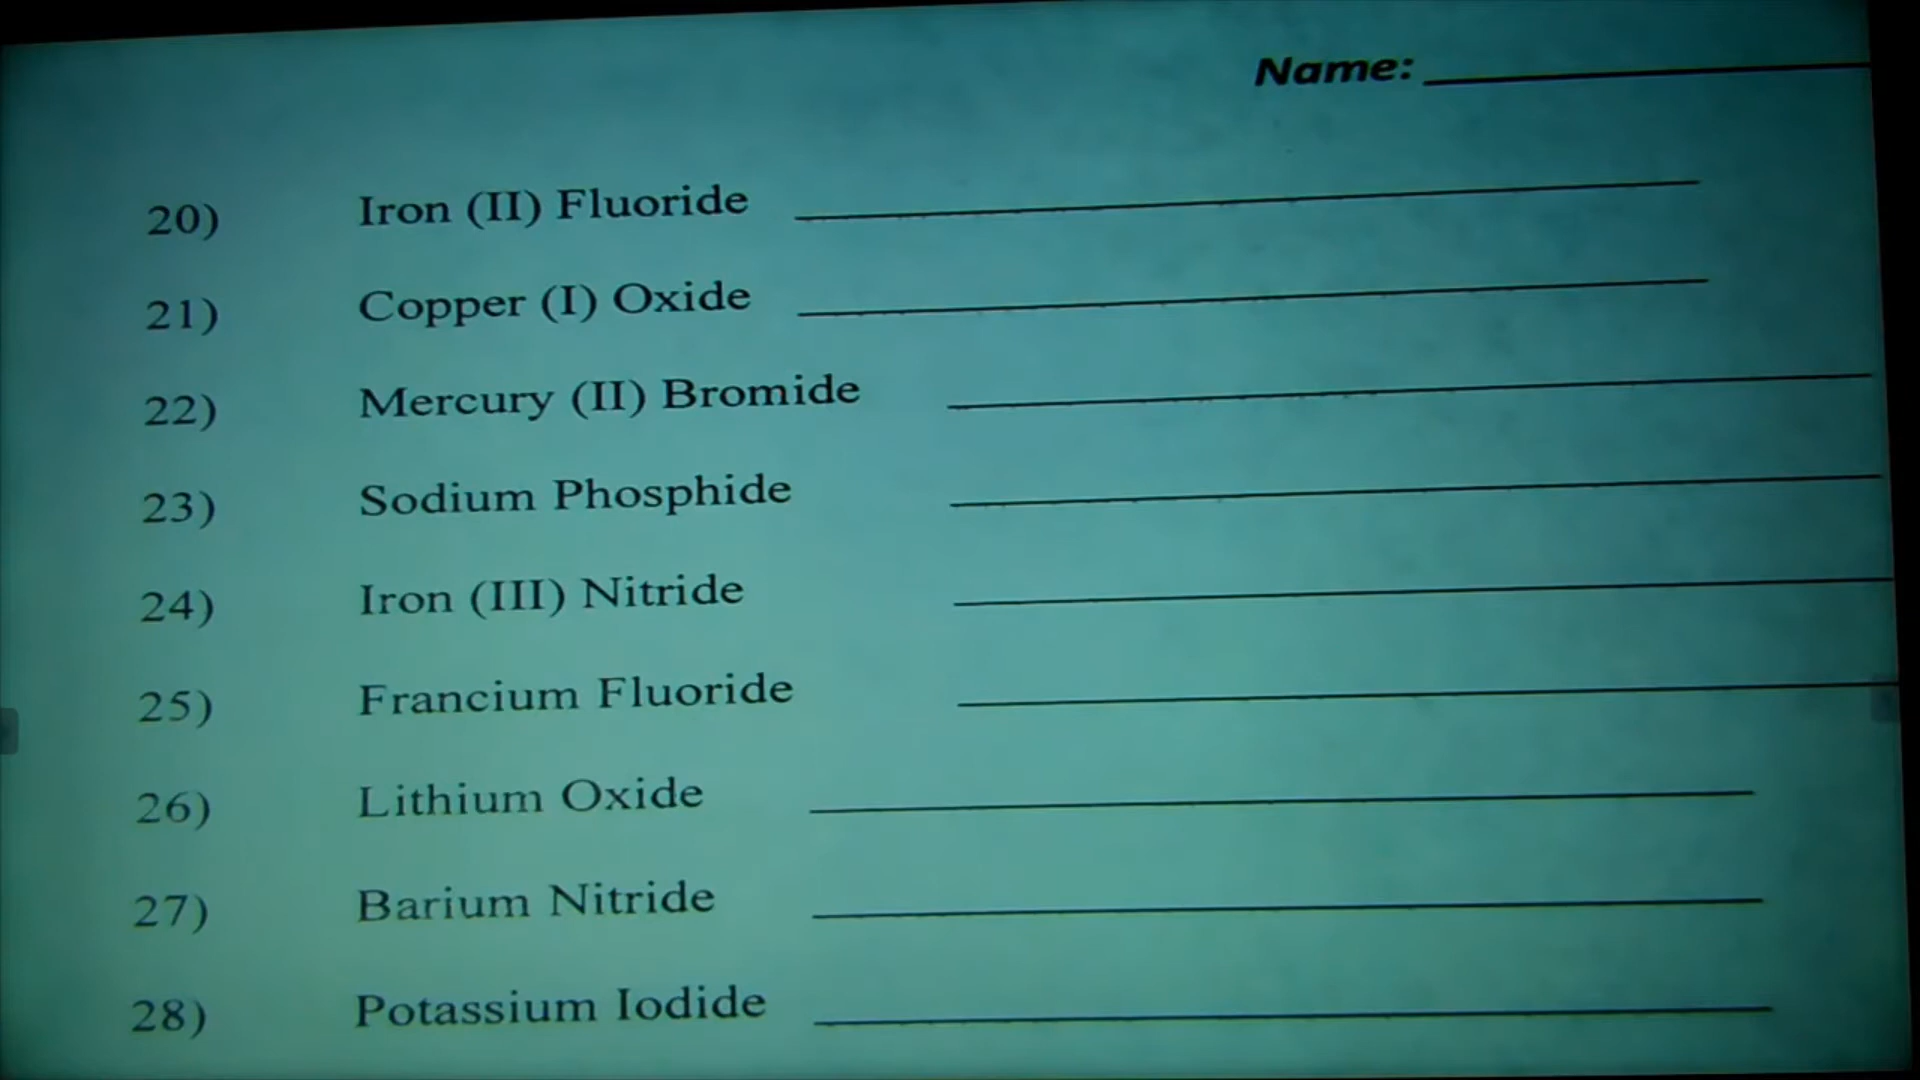 Name:
20) Iron (II) Fluoride
21) Copper (I) Oxide
22) Mercury (II) Bromide
23) Sodium Phosphide
24) Iron (III) Nitride
25) Francium Fluoride
26) Lithium Oxide
27) Barium Nitride
28) Potassium Iodide